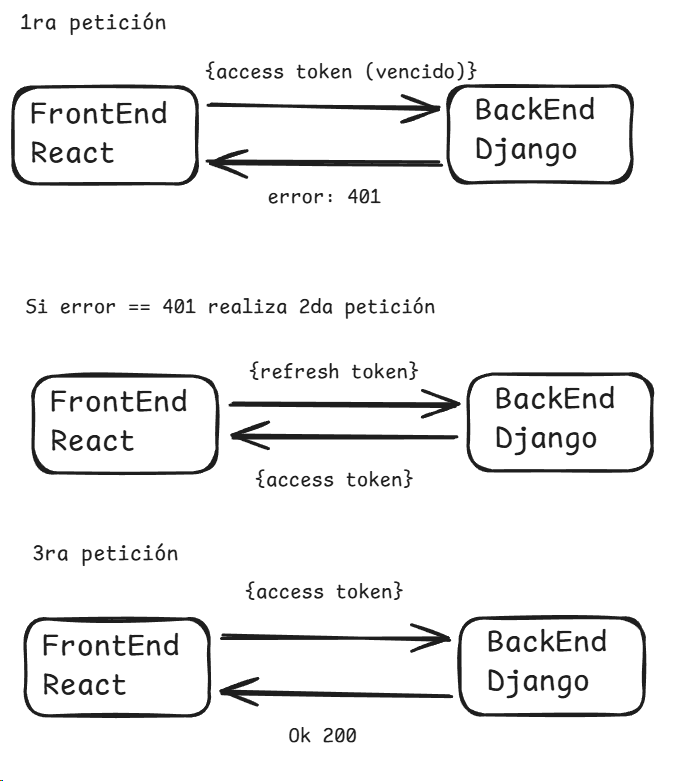 1ra petición
{access token (vencido)}
FrontEnd
React
BackEnd
Django
error: 401
Si error == 401 realiza 2da petición
{refresh token}
FrontEnd
React
BackEnd
Django
{access token}
3ra petición
{access token}
FrontEnd
React
BackEnd
Django
Ok 200